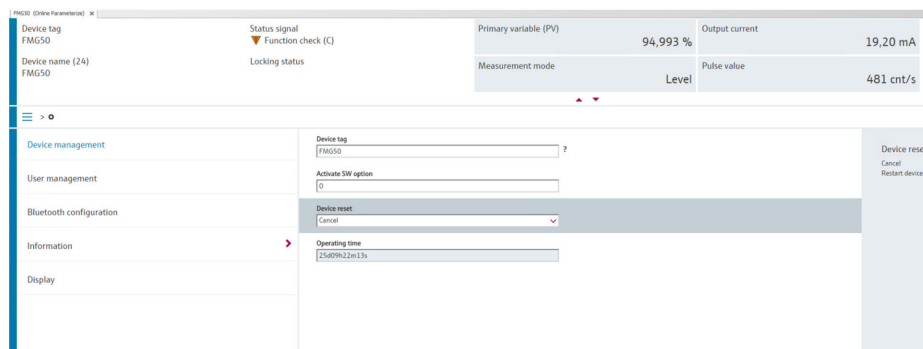 FMG50 (Online Parameterize) ×
Device tag
FMG50
Status signal
Function check (C)
Primary variable (PV)
94,993 %
Output current
19,20 mA
Device name (24)
FMG50
Locking status
Measurement mode
Level
Pulse value
481 cnt/s
>
Device management
User management
Bluetooth configuration
Information
Display
Device tag
FMG50
?
Activate SW option
0
Device reset
Cancel
Operating time
25d09h22m13s
Device rese
Cancel
Restart device